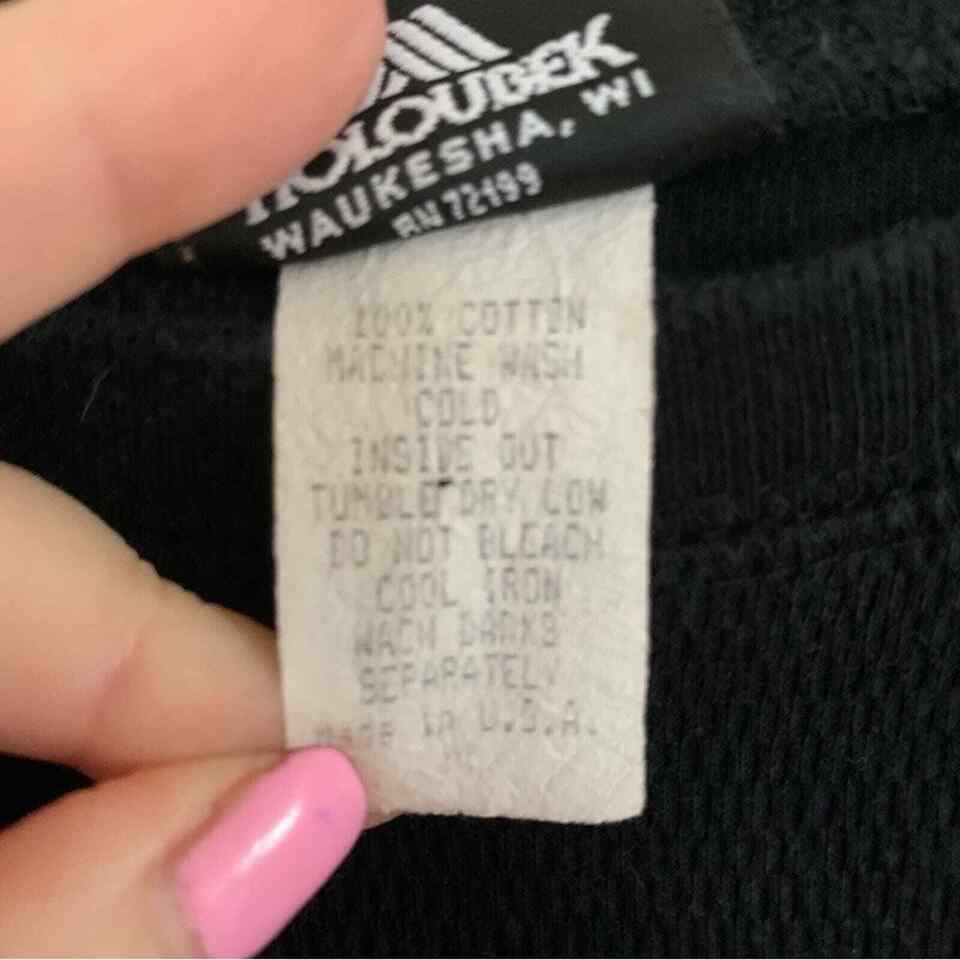 HOLOUBEK
WAUKESHA, WI
RN 72199
100% COTTON
MACHINE WASH
COLD
INSIDE OUT
TUMBLE DRY LOW
DO NOT BLEACH
COOL IRON
WASH DARKS
SEPARATELY
MADE in U.S.A.